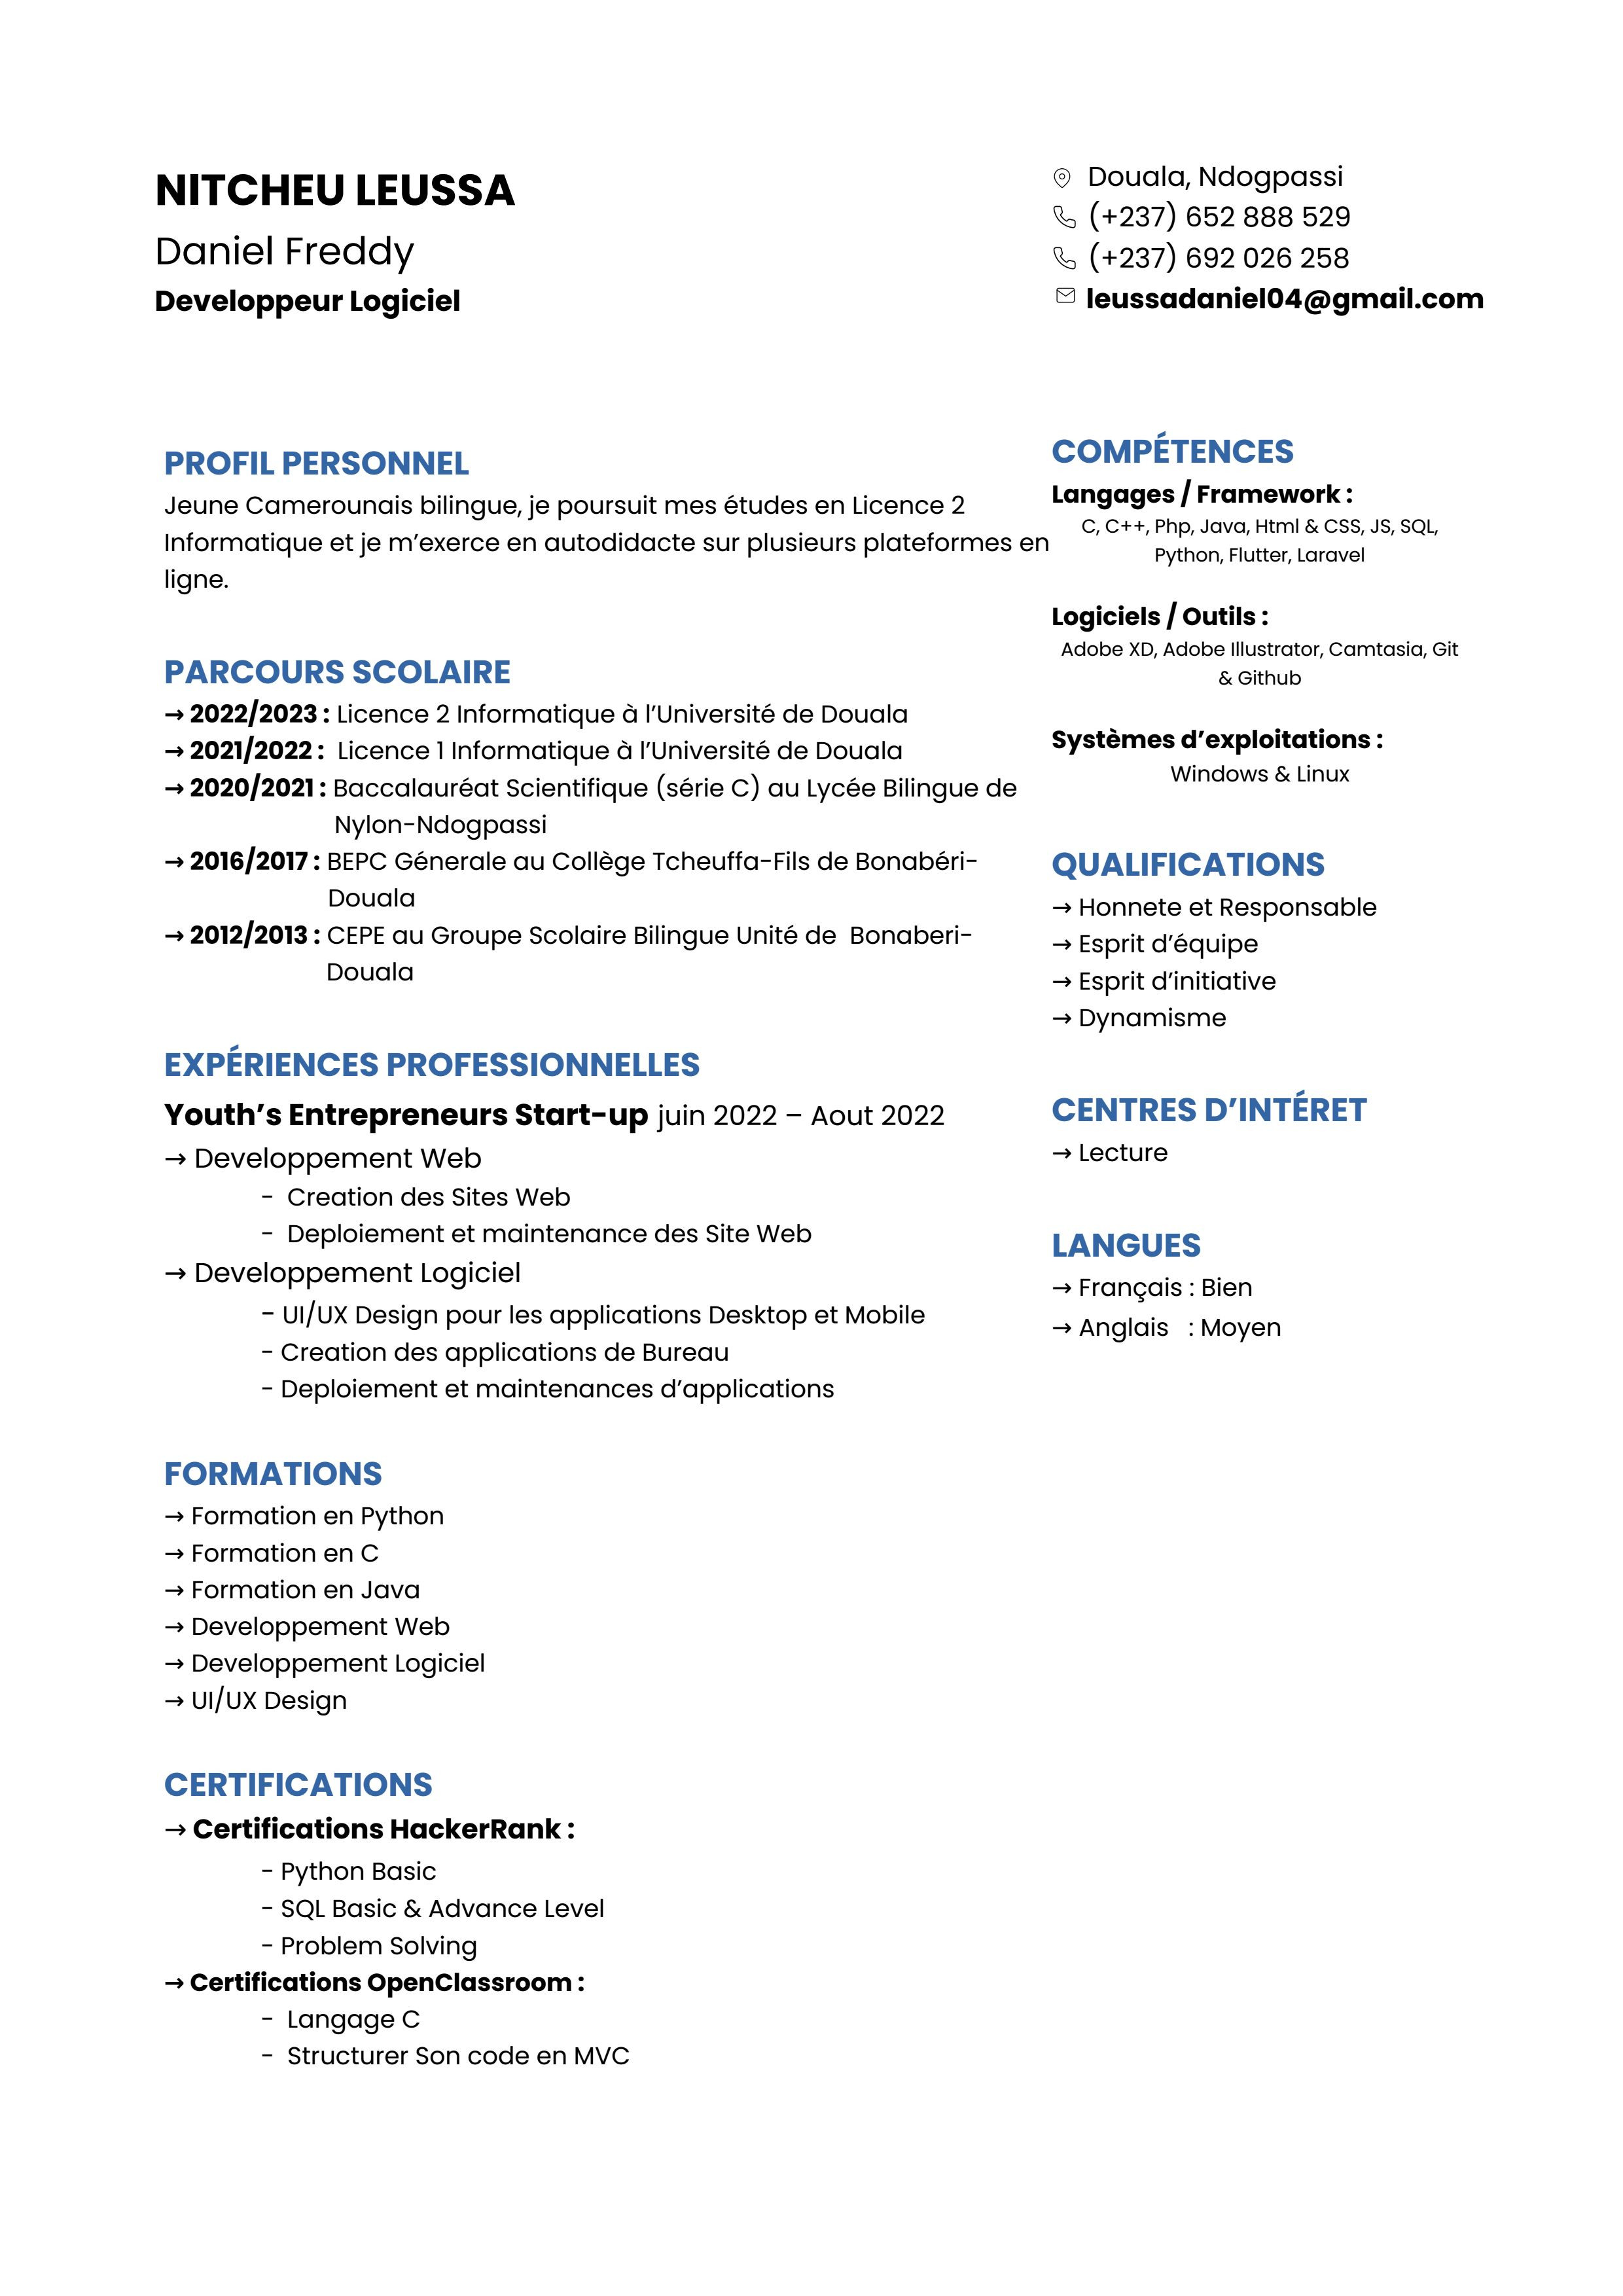 NITCHEU LEUSSA
Daniel Freddy
Developpeur Logiciel
Douala, Ndogpassi
(+237) 652 888 529
(+237) 692 026 258
leussadaniel04@gmail.com
PROFIL PERSONNEL
Jeune Camerounais bilingue, je poursuit mes études en Licence 2
Informatique et je m’exerce en autodidacte sur plusieurs plateformes en
ligne.
PARCOURS SCOLAIRE
→ 2022/2023 : Licence 2 Informatique à l’Université de Douala
→ 2021/2022 : Licence 1 Informatique à l’Université de Douala
→ 2020/2021 : Baccalauréat Scientifique (série C) au Lycée Bilingue de
Nylon-Ndogpassi
→ 2016/2017 : BEPC Génerale au Collège Tcheuffa-Fils de Bonabéri-
Douala
→ 2012/2013 : CEPE au Groupe Scolaire Bilingue Unité de Bonaberi-
Douala
EXPÉRIENCES PROFESSIONNELLES
Youth’s Entrepreneurs Start-up juin 2022 – Aout 2022
→ Developpement Web
- Creation des Sites Web
- Deploiement et maintenance des Site Web
→ Developpement Logiciel
- UI/UX Design pour les applications Desktop et Mobile
- Creation des applications de Bureau
- Deploiement et maintenances d’applications
FORMATIONS
→ Formation en Python
→ Formation en C
→ Formation en Java
→ Developpement Web
→ Developpement Logiciel
→ UI/UX Design
CERTIFICATIONS
→ Certifications HackerRank :
- Python Basic
- SQL Basic & Advance Level
- Problem Solving
→ Certifications OpenClassroom :
- Langage C
- Structurer Son code en MVC
COMPÉTENCES
Langages / Framework :
C, C++, Php, Java, Html & CSS, JS, SQL,
Python, Flutter, Laravel
Logiciels / Outils :
Adobe XD, Adobe Illustrator, Camtasia, Git
& Github
Systèmes d’exploitations :
Windows & Linux
QUALIFICATIONS
→ Honnete et Responsable
→ Esprit d’équipe
→ Esprit d’initiative
→ Dynamisme
CENTRES D’INTÉRET
→ Lecture
LANGUES
→ Français : Bien
→ Anglais : Moyen